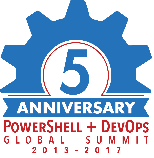 5
ANNIVERSARY
POWERSHELL + DEVOPS
GLOBAL SUMMIT
2013-2017